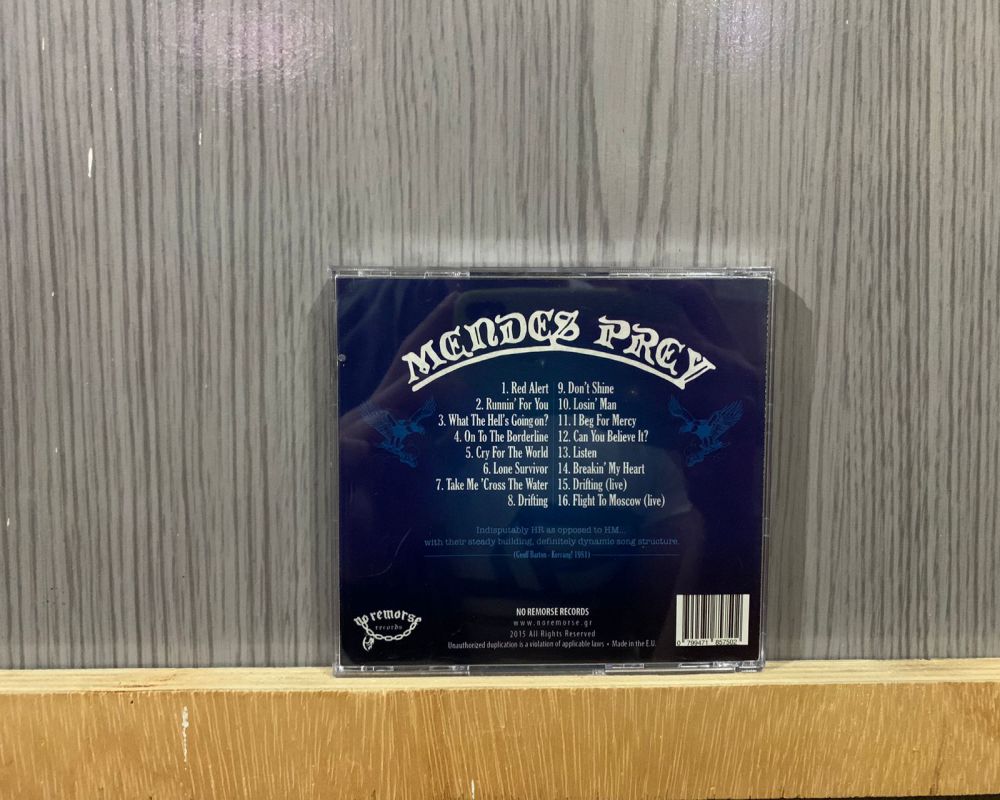 MENDES PREY
1. Red Alert
2. Runnin' For You
3. What The Hell's Going on?
4. On To The Borderline
5. Cry For The World
6. Lone Survivor
7. Take Me 'Cross The Water
8. Drifting
9. Don't Shine
10. Losin' Man
11. I Beg For Mercy
12. Can You Believe It?
13. Listen
14. Breakin' My Heart
15. Drifting (live)
16. Flight To Moscow (live)
Indisputably HR as opposed to HM...
with their steady building, definitely dynamic song structure.
(Geoff Barton - Kerrang! 1981)
no remorse
records
NO REMORSE RECORDS
www.noremorse.gr
2015 All Rights Reserved
Unauthorized duplication is a violation of applicable laws • Made in the E.U.
0 799471 857502